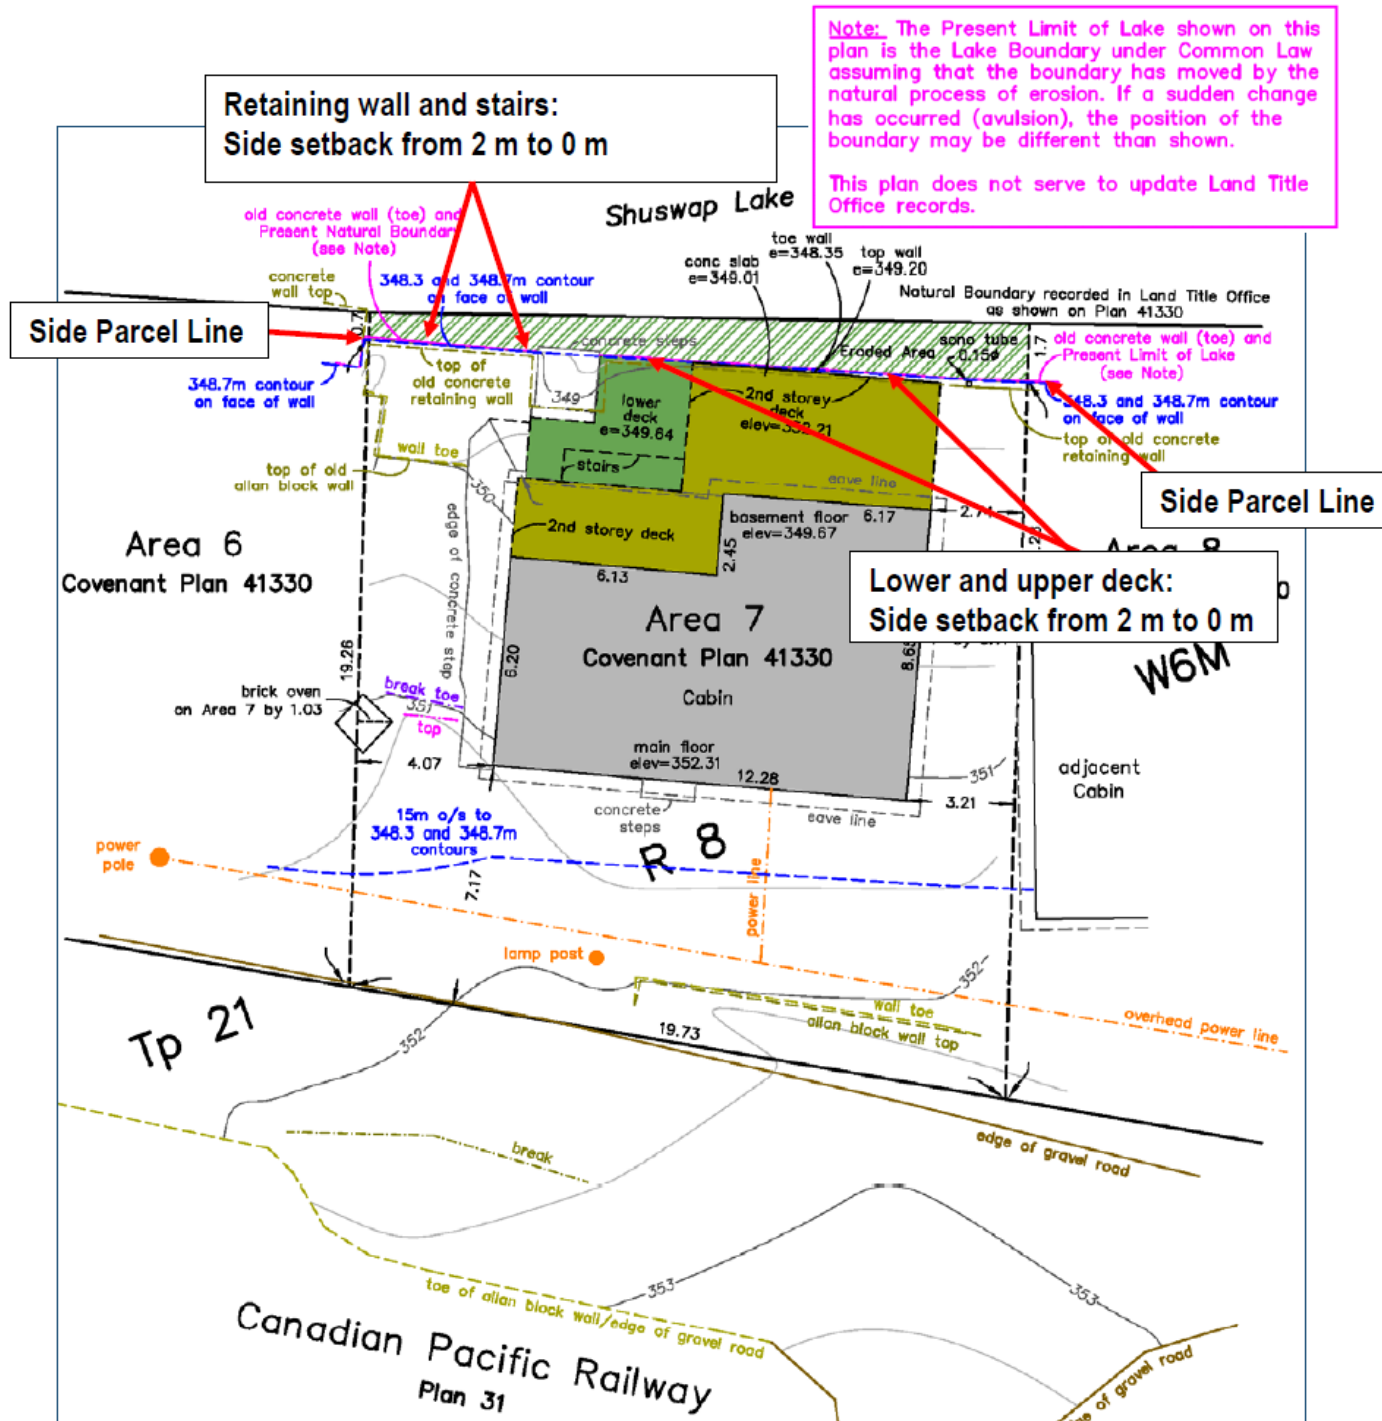 Note: The Present Limit of Lake shown on this
plan is the Lake Boundary under Common Law
assuming that the boundary has moved by the
natural process of erosion. If a sudden change
has occurred (avulsion), the position of the
boundary may be different than shown.
This plan does not serve to update Land Title
Office records.
Retaining wall and stairs:
Side setback from 2 m to 0 m
Shuswap Lake
old concrete wall (toe) and
Present Natural Boundary
(see Note)
concrete
wall top
348.3 and 348.7m contour
on face of wall
conc slab
e=349.01
toe wall
e=348.35
top wall
e=349.20
Natural Boundary recorded in Land Title Office
as shown on Plan 41330
Side Parcel Line
0.7
concrete steps
Eroded Area
sono tube
0.15ø
1.7
old concrete wall (toe) and
Present Limit of Lake
(see Note)
348.7m contour
on face of wall
top of
old concrete
retaining wall
349
lower
deck
e=349.64
2nd storey
deck
elev=352.21
348.3 and 348.7m contour
on face of wall
top of old concrete
retaining wall
wall toe
top of old
allan block wall
stairs
350
eave line
Side Parcel Line
Area 6
Covenant Plan 41330
edge of concrete step
2nd storey deck
basement floor
elev=349.67
6.17
2.74
2.45
6.13
Area 8
Lower and upper deck:
Side setback from 2 m to 0 m
Area 7
Covenant Plan 41330
Cabin
19.26
6.20
8.65
W6M
brick oven
on Area 7 by 1.03
break toe
351
top
4.07
main floor
elev=352.31
12.28
351
3.21
adjacent
Cabin
concrete
steps
eave line
15m o/s to
348.3 and 348.7m
contours
R 8
power
pole
7.17
power line
lamp post
352
wall toe
allan block wall top
overhead power line
Tp 21
352
19.73
edge of gravel road
break
353
353
toe of allan block wall/edge of gravel road
Canadian Pacific Railway
Plan 31
of gravel road